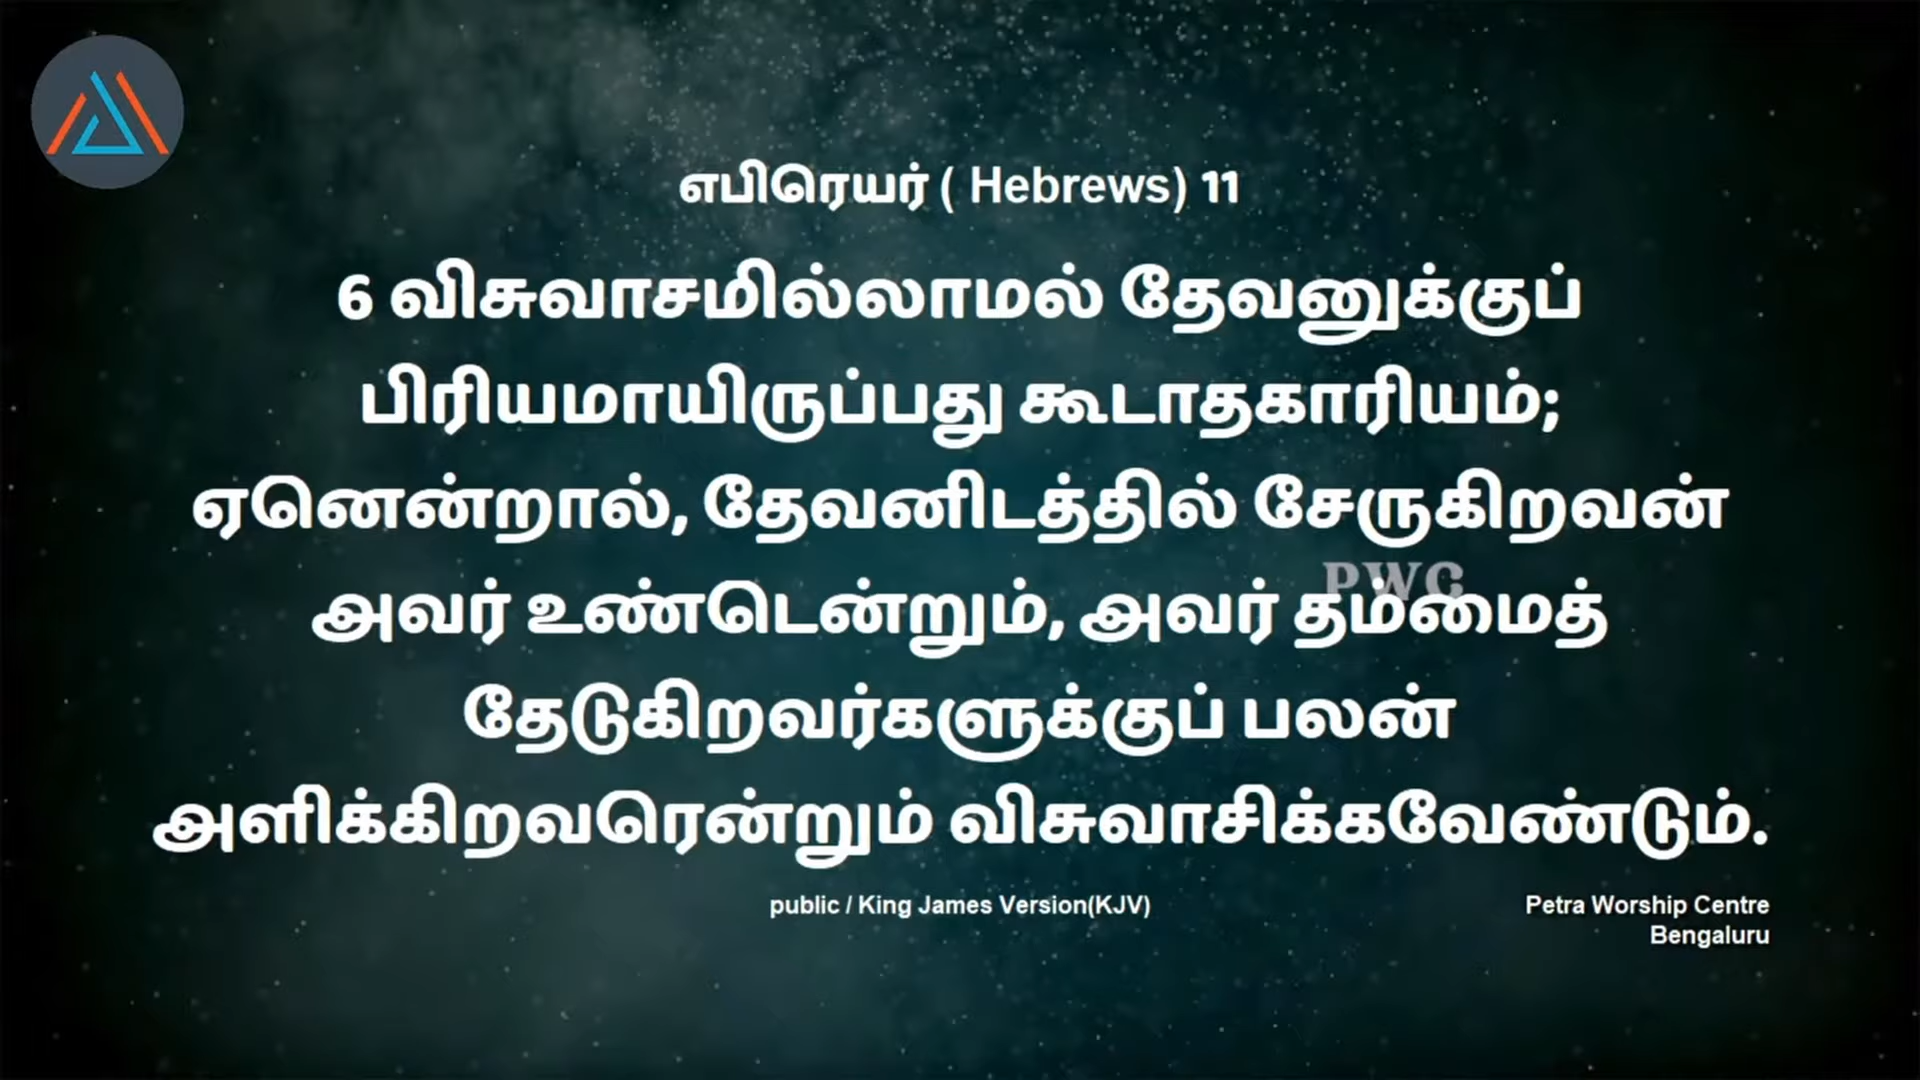 எபிரெயர் ( Hebrews) 11
6 விசுவாசமில்லாமல் தேவனுக்குப்
பிரியமாயிருப்பது கூடாதகாரியம்;
ஏனென்றால், தேவனிடத்தில் சேருகிறவன்
PWC
அவர் உண்டென்றும், அவர் தம்மைத்
தேடுகிறவர்களுக்குப் பலன்
அளிக்கிறவரென்றும் விசுவாசிக்கவேண்டும்.
public / King James Version(KJV)
Petra Worship Centre
Bengaluru